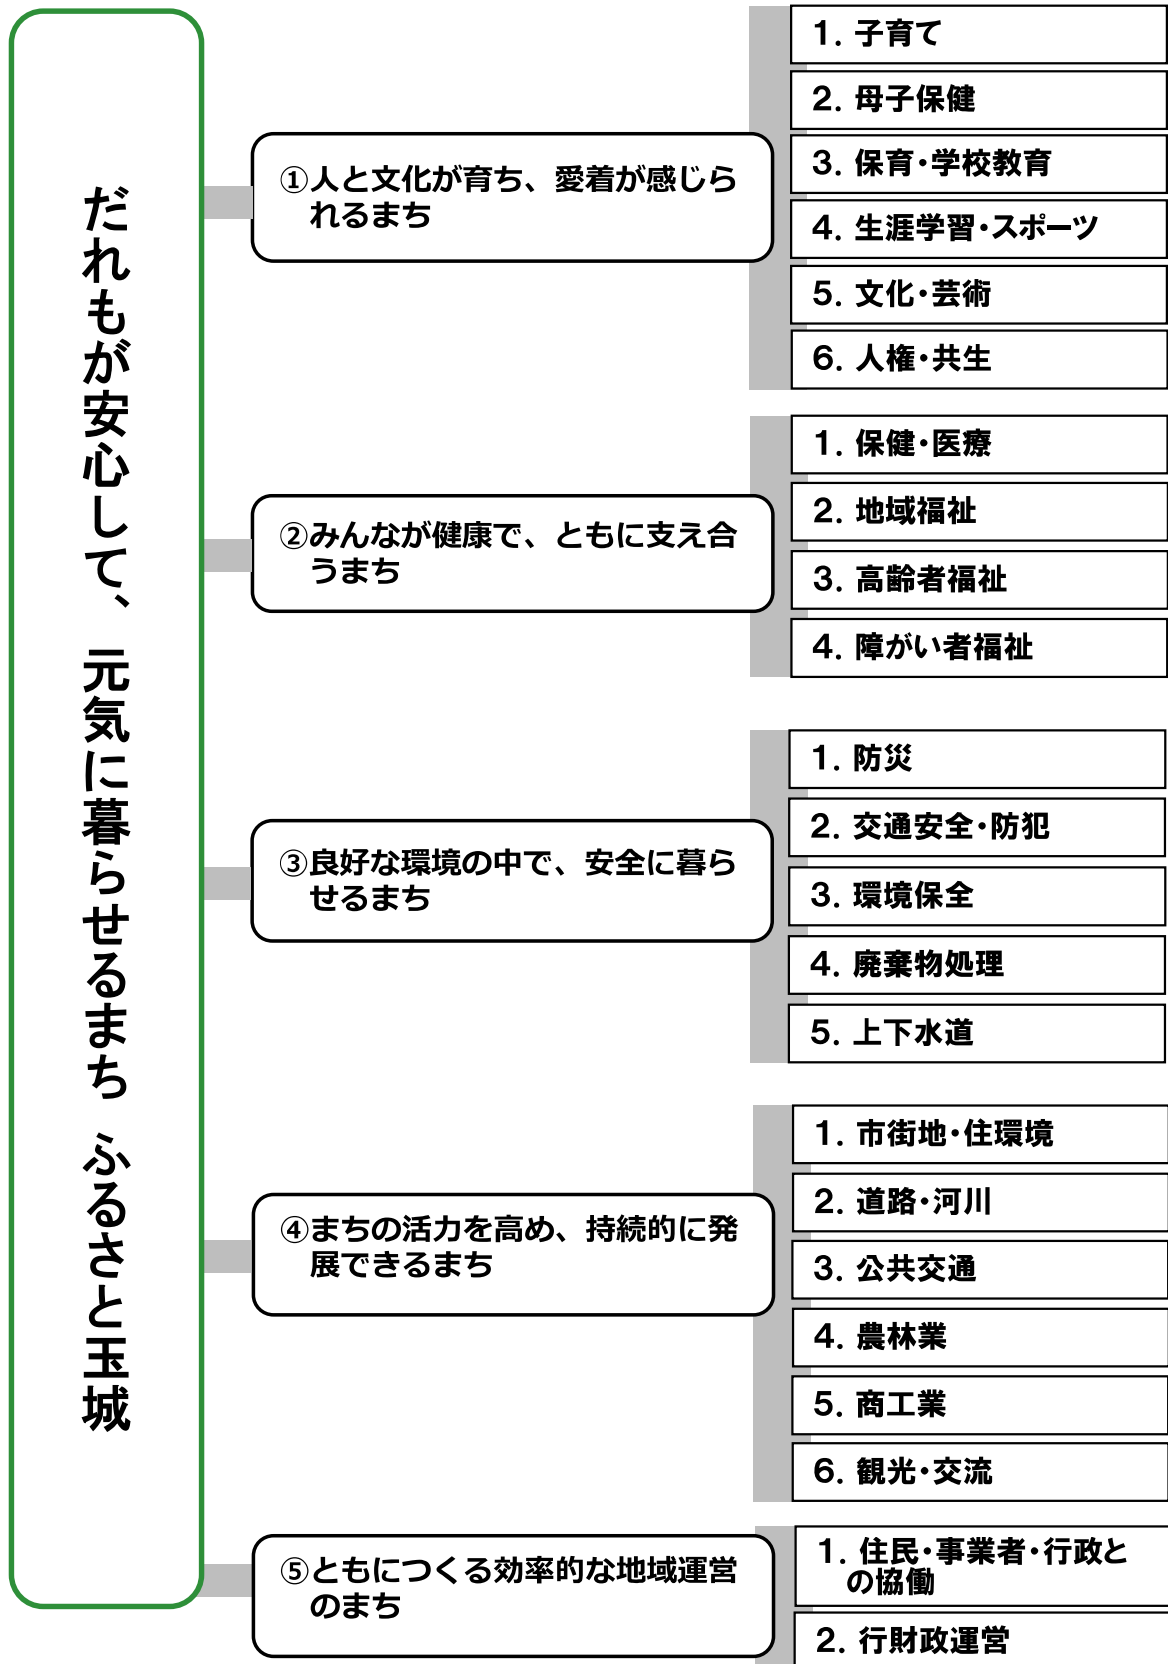 だれもが安心して、元気に暮らせるまち ふるさと玉城
①人と文化が育ち、愛着が感じら
れるまち
1. 子育て
2. 母子保健
3. 保育・学校教育
4. 生涯学習・スポーツ
5. 文化・芸術
6. 人権・共生
②みんなが健康で、ともに支え合
うまち
1. 保健・医療
2. 地域福祉
3. 高齢者福祉
4. 障がい者福祉
③良好な環境の中で、安全に暮ら
せるまち
1. 防災
2. 交通安全・防犯
3. 環境保全
4. 廃棄物処理
5. 上下水道
④まちの活力を高め、持続的に発
展できるまち
1. 市街地・住環境
2. 道路・河川
3. 公共交通
4. 農林業
5. 商工業
6. 観光・交流
⑤ともにつくる効率的な地域運営
のまち
1. 住民・事業者・行政と
の協働
2. 行財政運営